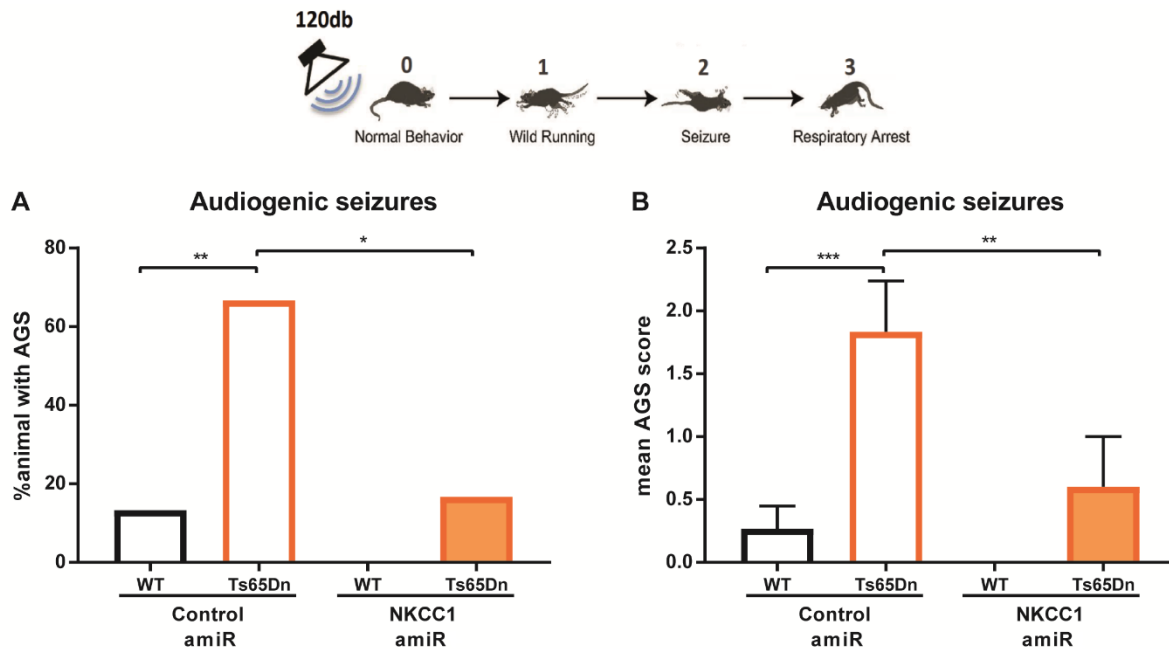 120db
0
1
2
3
Normal Behavior
Wild Running
Seizure
Respiratory Arrest
A
Audiogenic seizures
%animal with AGS
80
60
40
20
0
**
*
WT
Ts65Dn
WT
Ts65Dn
Control
amiR
NKCC1
amiR
B
Audiogenic seizures
mean AGS score
2.5
2.0
1.5
1.0
0.5
0.0
***
**
WT
Ts65Dn
WT
Ts65Dn
Control
amiR
NKCC1
amiR